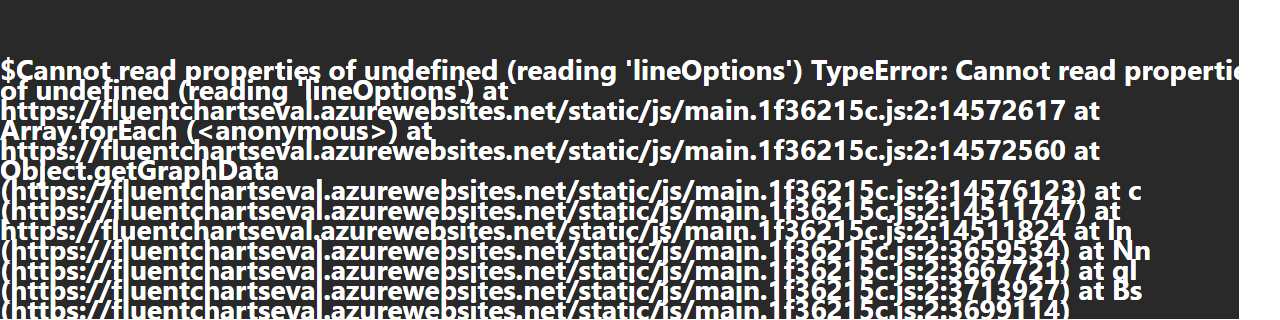 $Cannot read properties of undefined (reading 'lineOptions') TypeError: Cannot read propertie
of undefined (reading 'lineOptions') at
https://fluentchartseval.azurewebsites.net/static/js/main.1f36215c.js:2:14572617 at
Array.forEach (<anonymous>) at
https://fluentchartseval.azurewebsites.net/static/js/main.1f36215c.js:2:14572560 at
Object.getGraphData
(https://fluentchartseval.azurewebsites.net/static/js/main.1f36215c.js:2:14576123) at c
(https://fluentchartseval.azurewebsites.net/static/js/main.1f36215c.js:2:14511747) at
https://fluentchartseval.azurewebsites.net/static/js/main.1f36215c.js:2:14511824 at ln
(https://fluentchartseval.azurewebsites.net/static/js/main.1f36215c.js:2:3659534) at Nn
(https://fluentchartseval.azurewebsites.net/static/js/main.1f36215c.js:2:3667721) at gl
(https://fluentchartseval.azurewebsites.net/static/js/main.1f36215c.js:2:3713927) at Bs
(https://fluentchartseval.azurewebsites.net/static/js/main.1f36215c.js:2:3699114)